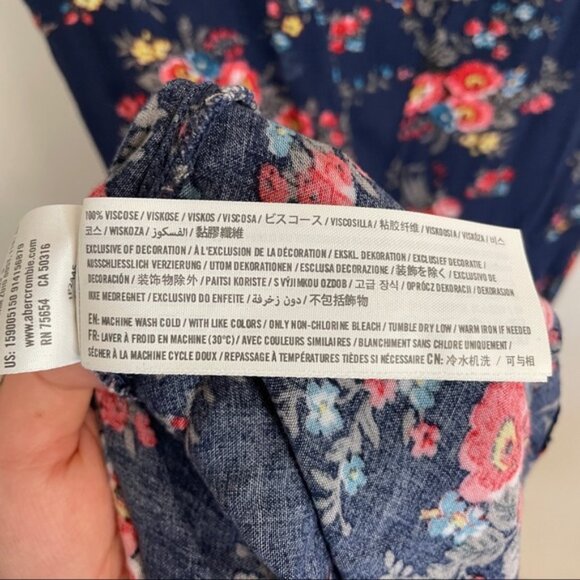 100% VISCOSE / VISKOSE / VISKOS / VISCOSA / ビスコース / VISCOSILLA / 粘胶纤维 / VISKOOSIA / VISKÓZA / 비스
코스 / WISKOZA / الفسكوز / 黏膠纖維
EXCLUSIVE OF DECORATION / À L'EXCLUSION DE LA DÉCORATION / EKSKL. DEKORATION / EXCLUSIEF DECORATIE /
AUSSCHLIESSLICH VERZIERUNG / UTOM DEKORATIONEN / ESCLUSA DECORAZIONE / 装飾を除く / EXCLUSIVA
DECORACIÓN / 装饰物除外 / PAITSI KORISTE / S VÝJIMKOU OZDOB / 고급 장식 / OPRÓCZ DEKORACJI /
IKKE MEDREGNET / EXCLUSIVO DO ENFEITE / دون زخرفة / 不包括飾物
EN: MACHINE WASH COLD / WITH LIKE COLORS / ONLY NON-CHLORINE BLEACH / TUMBLE DRY LOW / WARM IRON IF NEEDED
FR: LAVER À FROID EN MACHINE (30°C) / AVEC COULEURS SIMILAIRES / BLANCHIMENT SANS CHLORE UNIQUEMENT /
SÉCHER À LA MACHINE CYCLE DOUX / REPASSAGE À TEMPÉRATURES TIÈDES SI NÉCESSAIRE CN: 冷水机洗 / 可与相
US: 159005150 914156879
www.abercrombie.com
RN 75654 CA 50316